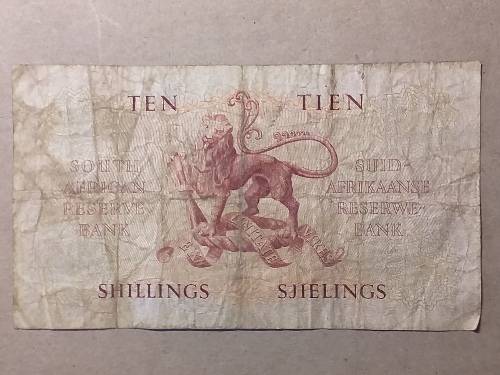 TEN TIEN
SOUTH
AFRICAN
RESERVE
BANK
SUID-
AFRIKAANSE
RESERWE-
BANK
EX UNITATE VIRES
SHILLINGS SJIELINGS